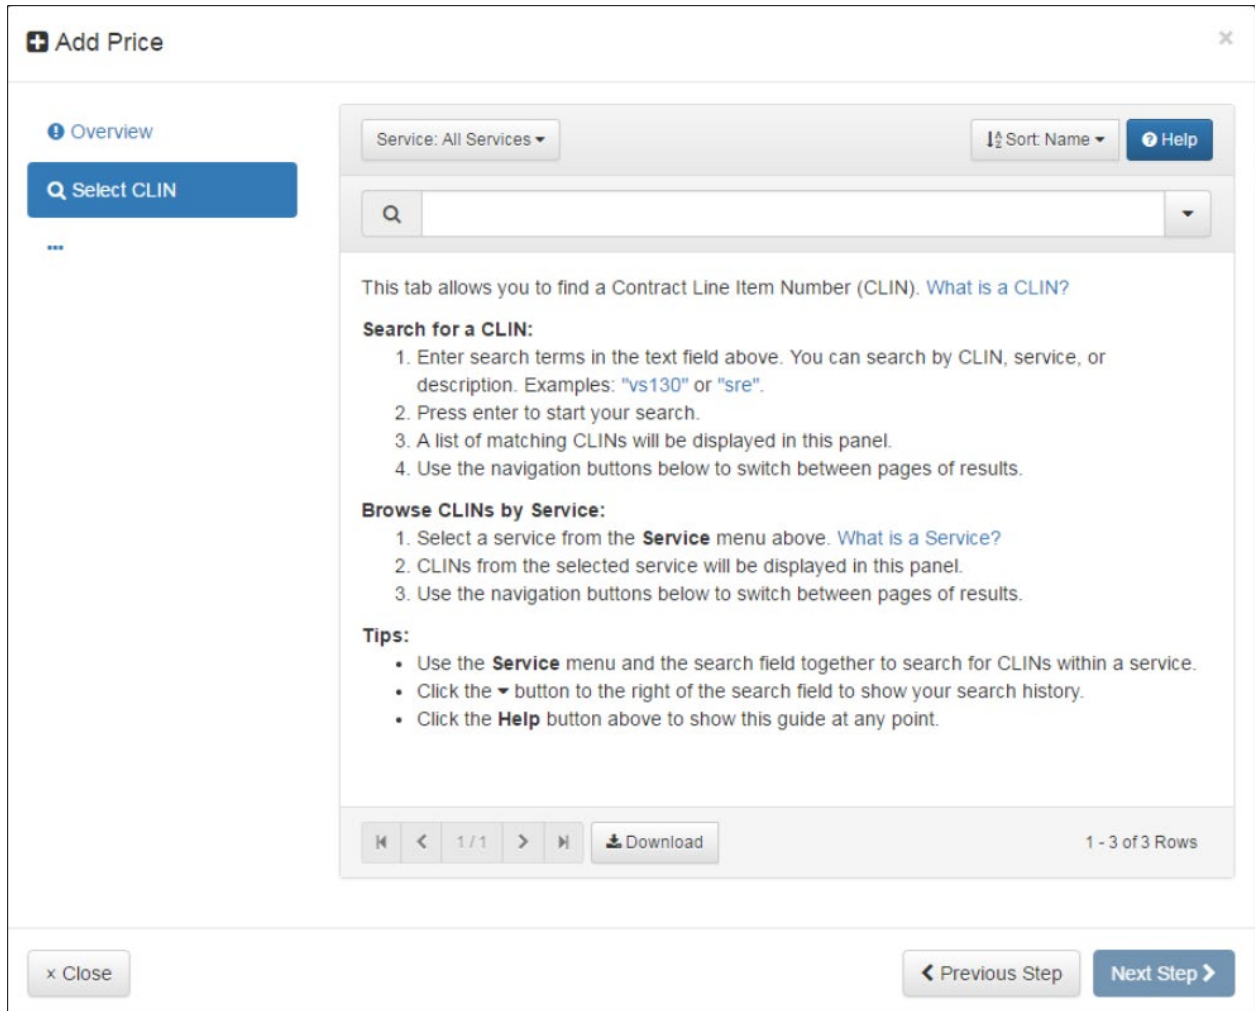 Add Price
×
Overview
Select CLIN
...
Service: All Services
Sort: Name
Help
This tab allows you to find a Contract Line Item Number (CLIN). What is a CLIN?
Search for a CLIN:
1. Enter search terms in the text field above. You can search by CLIN, service, or
description. Examples: "vs130" or "sre".
2. Press enter to start your search.
3. A list of matching CLINs will be displayed in this panel.
4. Use the navigation buttons below to switch between pages of results.
Browse CLINs by Service:
1. Select a service from the Service menu above. What is a Service?
2. CLINs from the selected service will be displayed in this panel.
3. Use the navigation buttons below to switch between pages of results.
Tips:
• Use the Service menu and the search field together to search for CLINs within a service.
• Click the ▾ button to the right of the search field to show your search history.
• Click the Help button above to show this guide at any point.
1 / 1
Download
1 - 3 of 3 Rows
× Close
Previous Step
Next Step